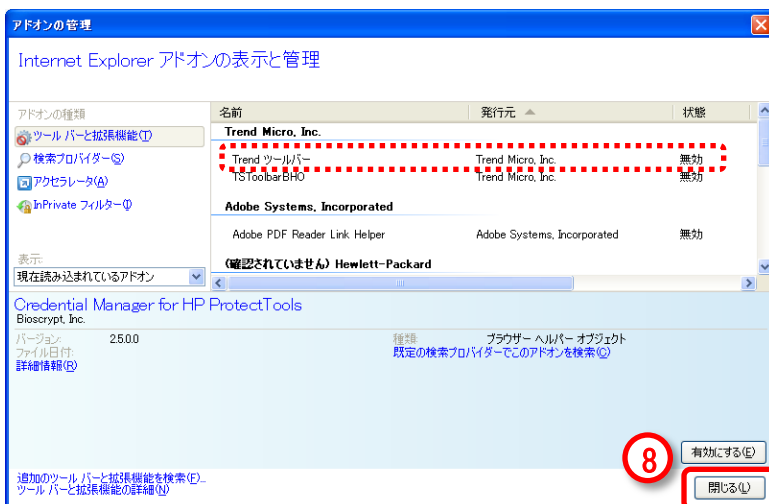 アドオンの管理
Internet Explorer アドオンの表示と管理
アドオンの種類
ツール バーと拡張機能(T)
検索プロバイダー(S)
アクセラレータ(A)
InPrivate フィルター(I)
表示:
現在読み込まれているアドオン
名前 発行元 状態
Trend Micro, Inc.
Trend ツールバー Trend Micro, Inc. 無効
TSToolbarBHO Trend Micro, Inc. 無効
Adobe Systems, Incorporated
Adobe PDF Reader Link Helper Adobe Systems, Incorporated 無効
(確認されていません) Hewlett-Packard
Credential Manager for HP ProtectTools
Bioscrypt, Inc.
バージョン: 2.5.0.0
ファイル日付:
詳細情報(R)
種類: ブラウザー ヘルパー オブジェクト
既定の検索プロバイダーでこのアドオンを検索(C)
有効にする(E)
8
追加のツール バーと拡張機能を検索(F)...
ツール バーと拡張機能の詳細(N)
閉じる(L)